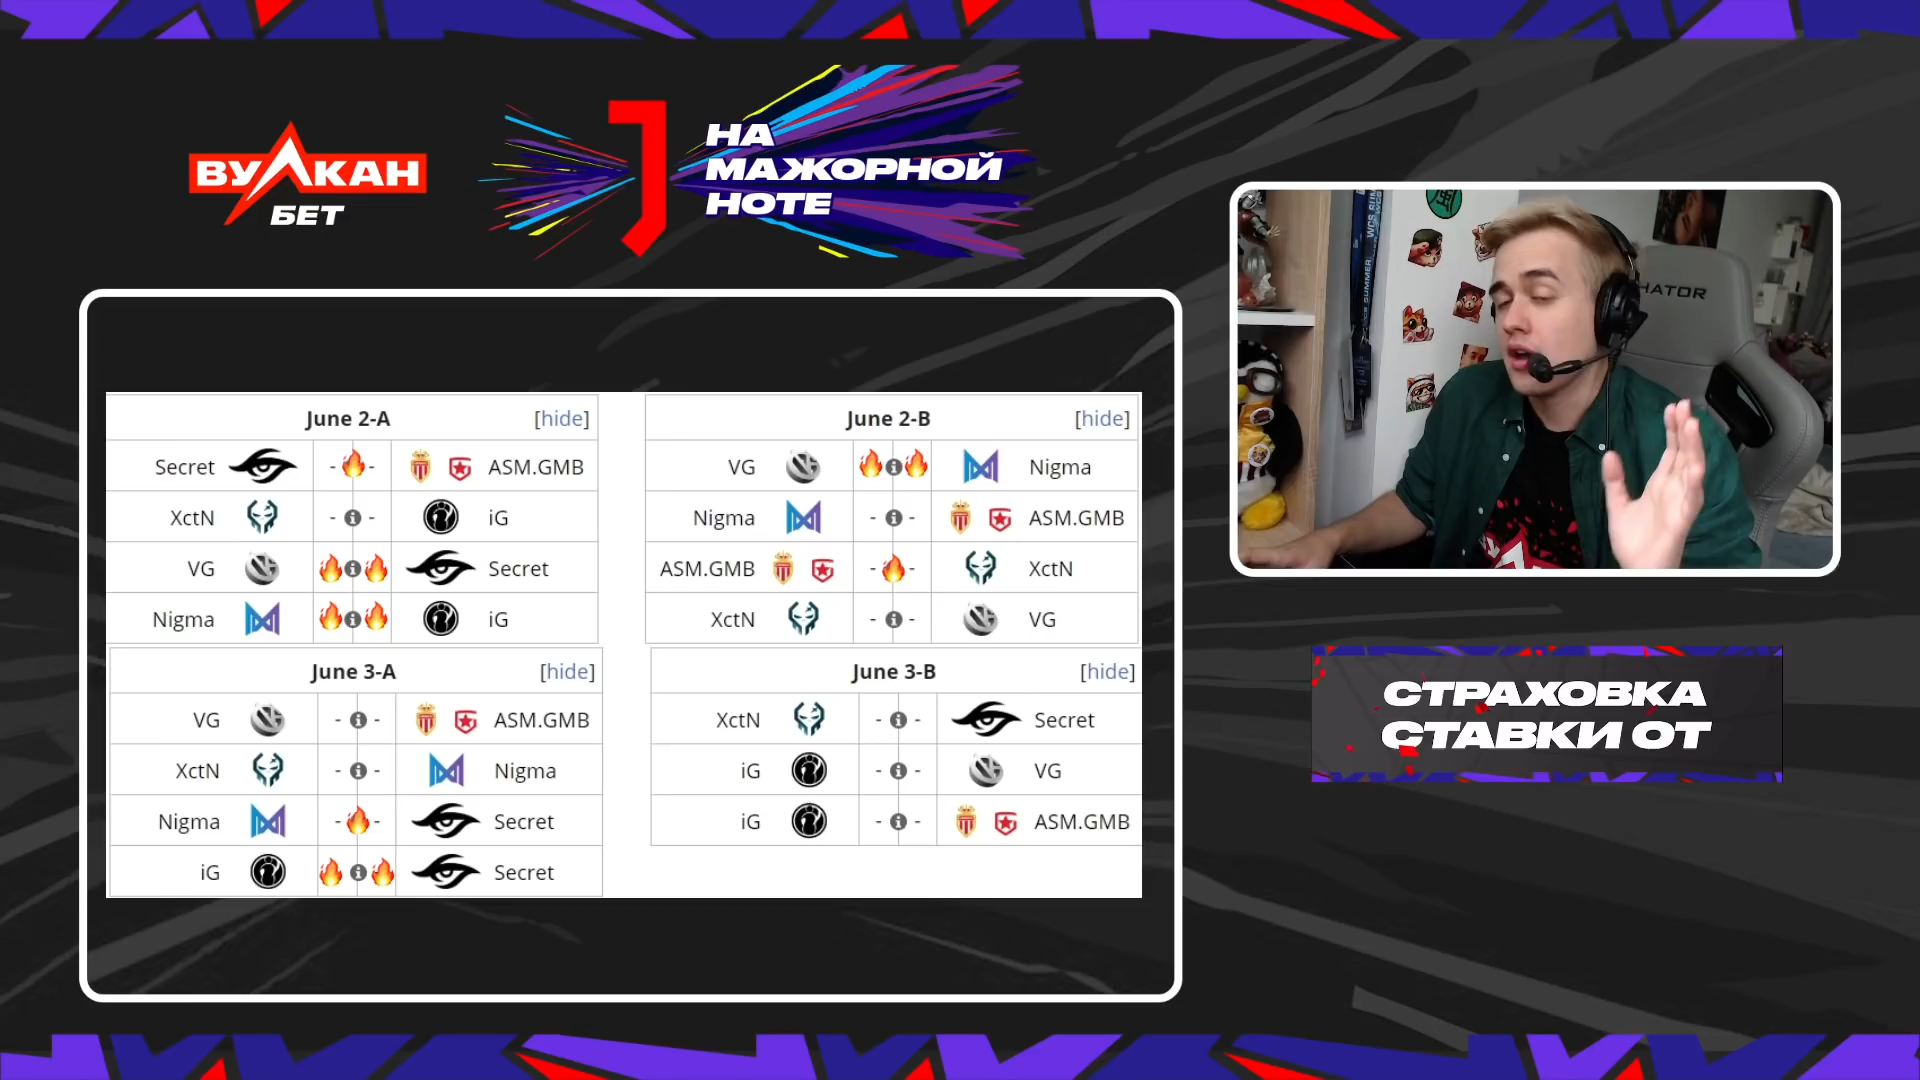 ВУЛКАН
БЕТ
НА
МАЖОРНОЙ
НОТЕ
June 2-A [hide]
Secret - - ASM.GMB
XctN - i - iG
VG i Secret
Nigma i iG
June 2-B [hide]
VG i Nigma
Nigma - i - ASM.GMB
ASM.GMB - - XctN
XctN - i - VG
June 3-A [hide]
VG - i - ASM.GMB
XctN - i - Nigma
Nigma - - Secret
iG i Secret
June 3-B [hide]
XctN - i - Secret
iG - i - VG
iG - i - ASM.GMB
HATOR
СТРАХОВКА
СТАВКИ ОТ